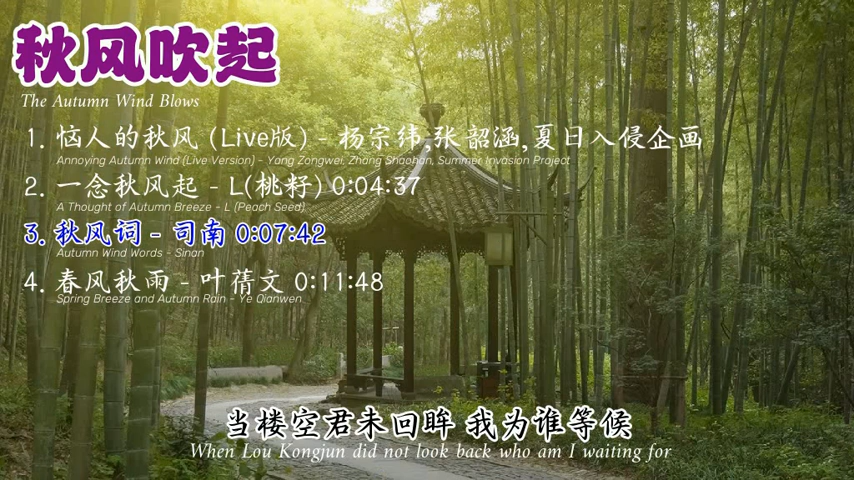 秋风吹起
The Autumn Wind Blows
1. 恼人的秋风 (Live版) - 杨宗纬,张韶涵,夏日入侵企画
Annoying Autumn Wind (Live Version) - Yang Zongwei, Zhang Shaohan, Summer Invasion Project
2. 一念秋风起 - L(桃籽) 0:04:37
A Thought of Autumn Breeze - L (Peach Seed)
3. 秋风词 - 司南 0:07:42
Autumn Wind Words - Sinan
4. 春风秋雨 - 叶蒨文 0:11:48
Spring Breeze and Autumn Rain - Ye Qianwen
当楼空君未回眸 我为谁等候
When Lou Kongjun did not look back who am I waiting for